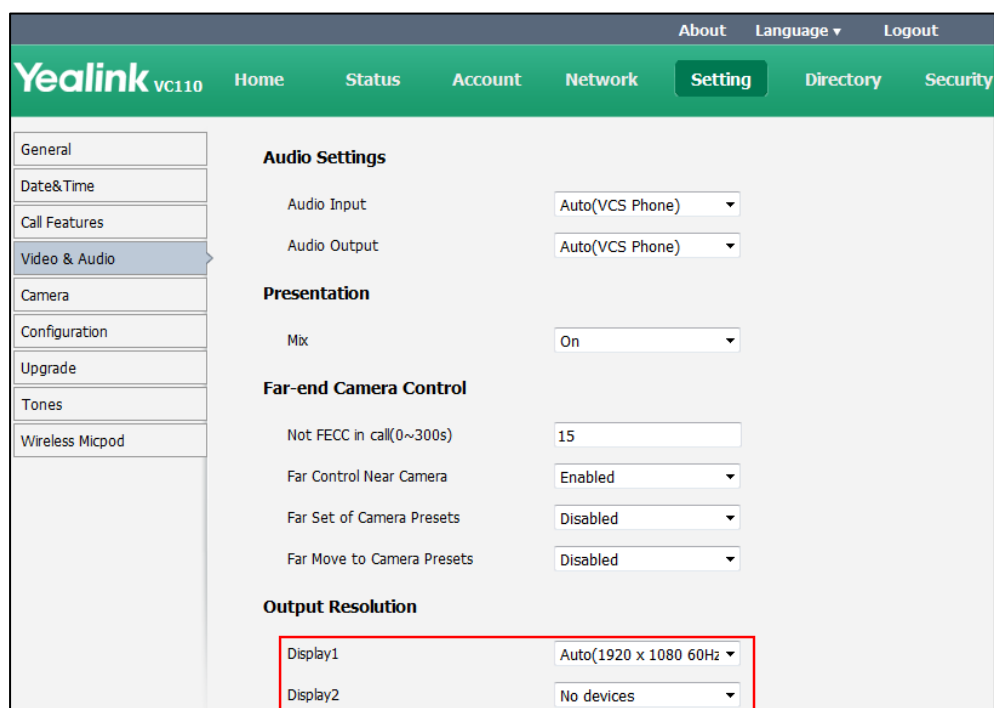 About Language ▾ Logout
Yealink VC110 Home Status Account Network Setting Directory Security
General
Date&Time
Call Features
Video & Audio
Camera
Configuration
Upgrade
Tones
Wireless Micpod
Audio Settings
Audio Input Auto(VCS Phone)
Audio Output Auto(VCS Phone)
Presentation
Mix On
Far-end Camera Control
Not FECC in call(0~300s) 15
Far Control Near Camera Enabled
Far Set of Camera Presets Disabled
Far Move to Camera Presets Disabled
Output Resolution
Display1 Auto(1920 x 1080 60Hz
Display2 No devices